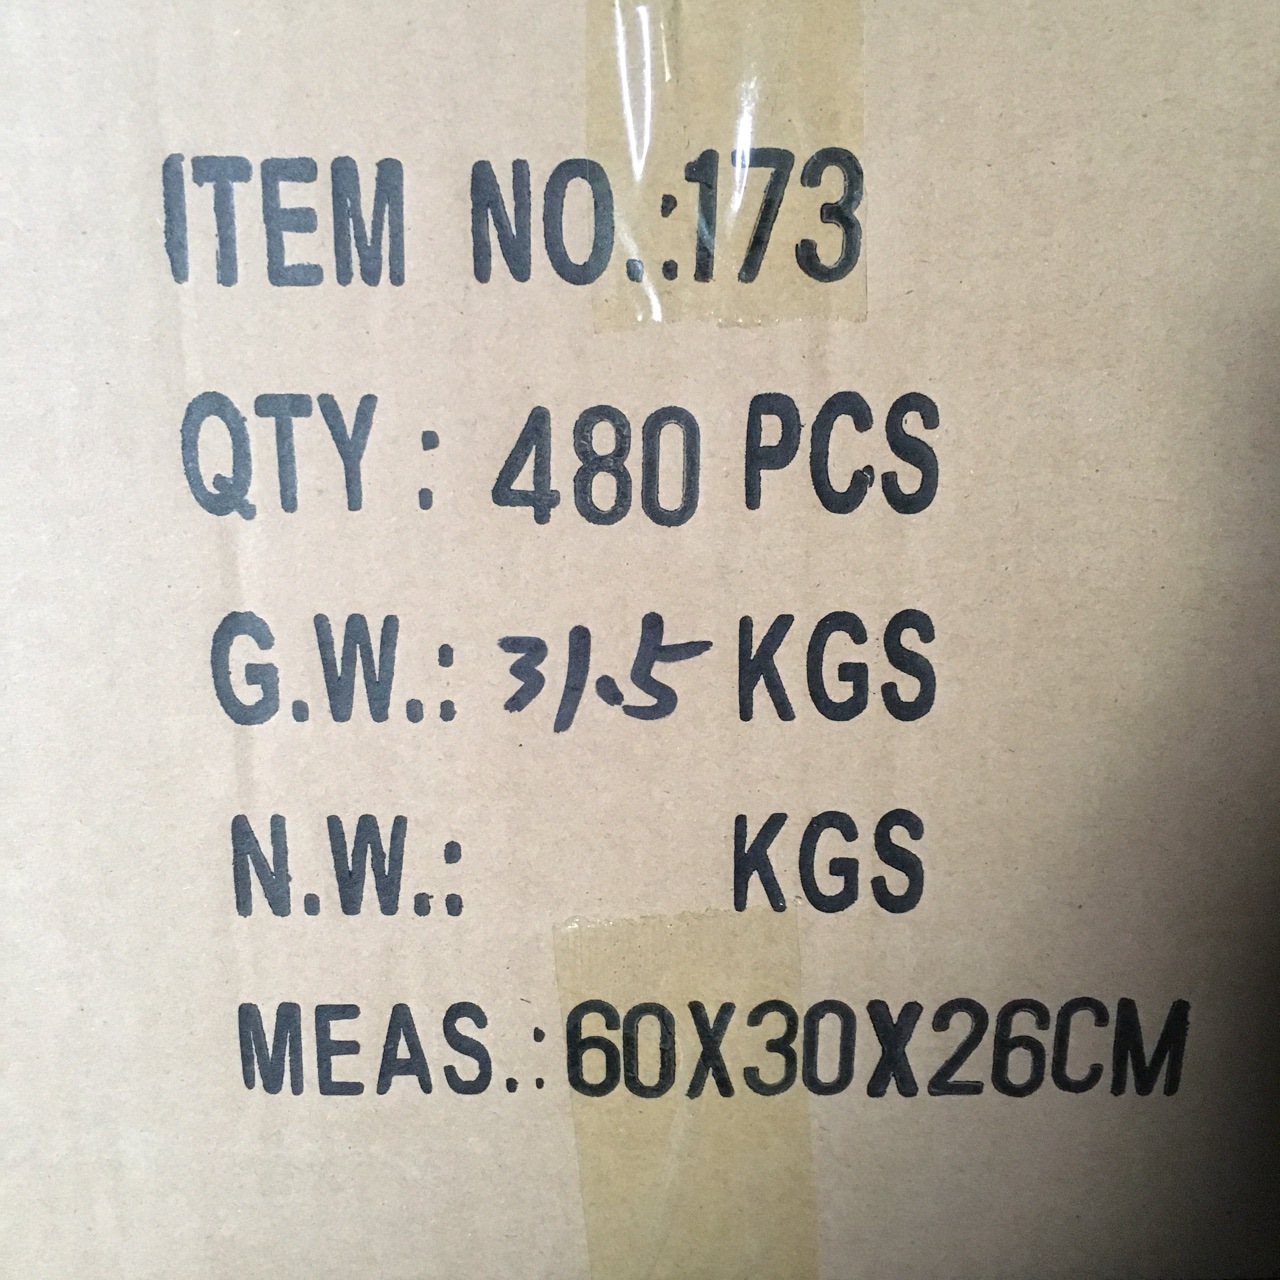 ITEM NO.:173
QTY : 480 PCS
G.W.: 31.5 KGS
N.W.: KGS
MEAS.:60X30X26CM